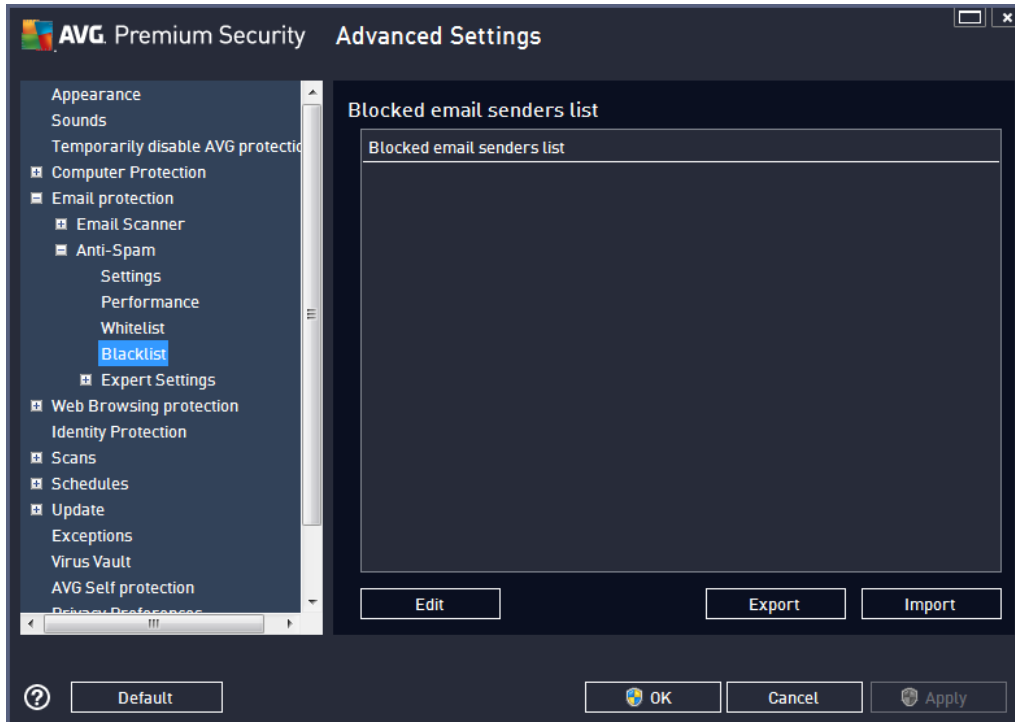 AVG. Premium Security Advanced Settings
Appearance
Sounds
Temporarily disable AVG protectio
Computer Protection
Email protection
Email Scanner
Anti-Spam
Settings
Performance
Whitelist
Blacklist
Expert Settings
Web Browsing protection
Identity Protection
Scans
Schedules
Update
Exceptions
Virus Vault
AVG Self protection
Privacy Preferences
Blocked email senders list
Blocked email senders list
Edit
Export
Import
Default
OK
Cancel
Apply